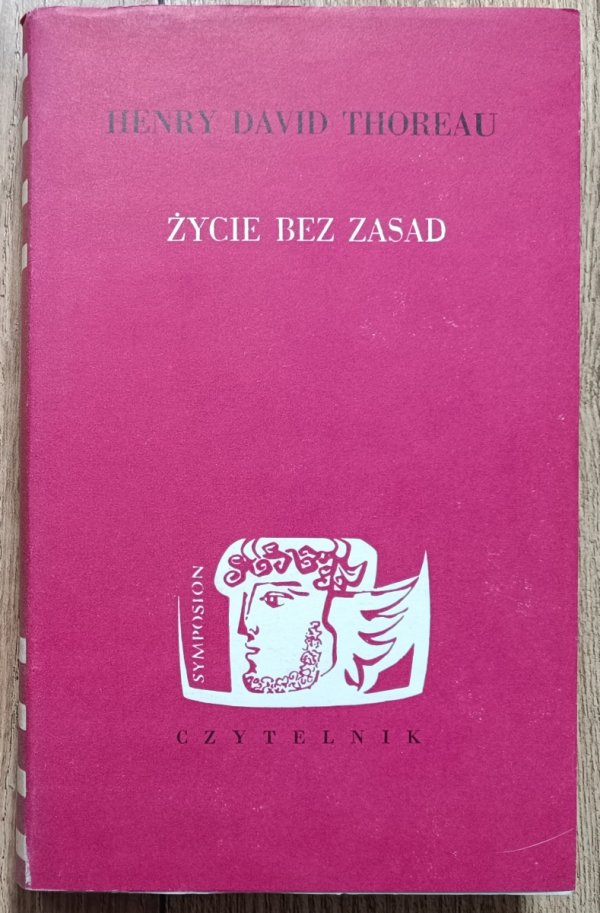 HENRY DAVID THOREAU
ŻYCIE BEZ ZASAD
SYMPOSION
CZYTELNIK